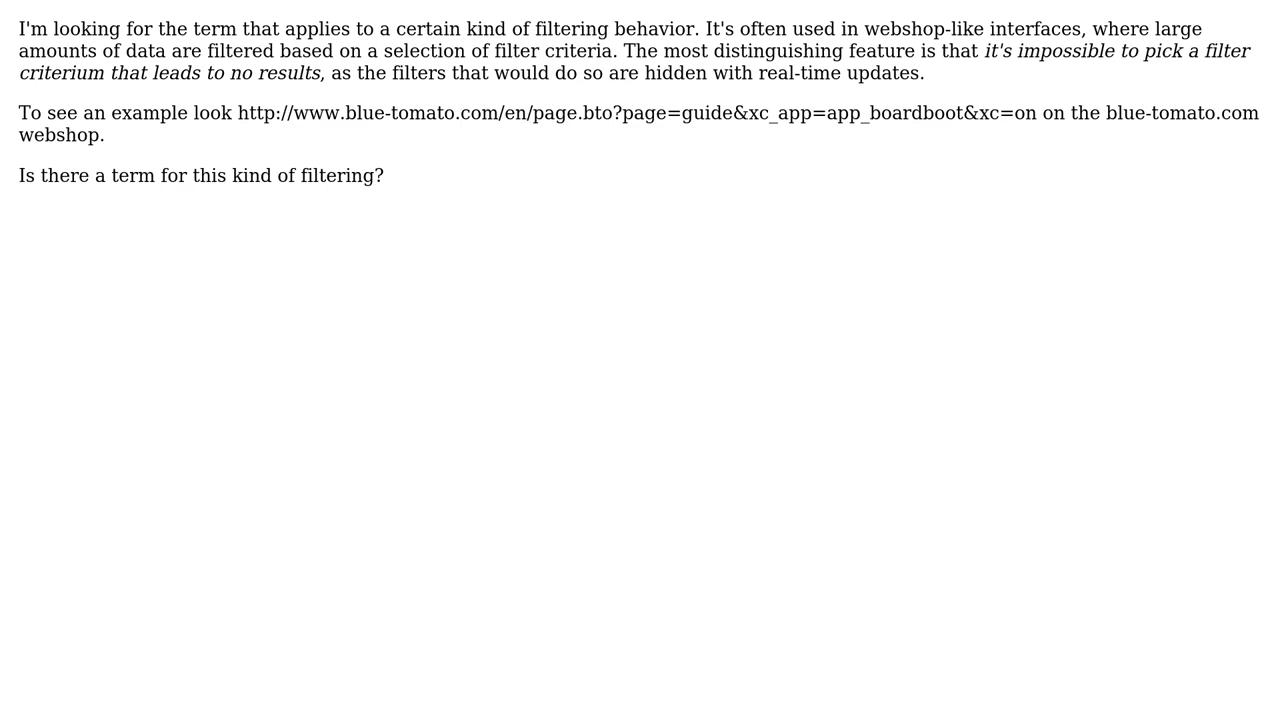 I'm looking for the term that applies to a certain kind of filtering behavior. It's often used in webshop-like interfaces, where large
amounts of data are filtered based on a selection of filter criteria. The most distinguishing feature is that it's impossible to pick a filter
criterium that leads to no results, as the filters that would do so are hidden with real-time updates.
To see an example look http://www.blue-tomato.com/en/page.bto?page=guide&xc_app=app_boardboot&xc=on on the blue-tomato.com
webshop.
Is there a term for this kind of filtering?